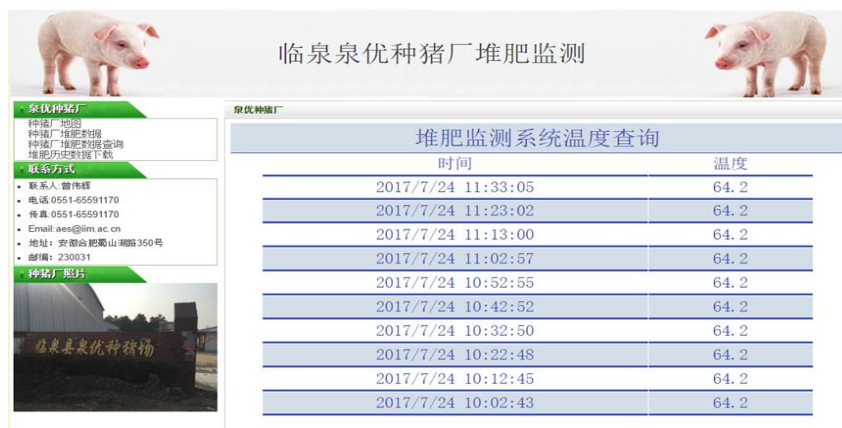 临泉泉优种猪厂堆肥监测
泉优种猪厂
种猪厂地图
种猪厂堆肥数据
种猪厂堆肥数据查询
堆肥历史数据下载
联系方式
联系人:曾伟辉
电话:0551-65591170
传真:0551-65591170
Email:aes@iim.ac.cn
地址：安徽合肥蜀山湖路350号
邮编：230031
种猪厂照片
临泉县泉优种猪场
泉优种猪厂
堆肥监测系统温度查询
时间 温度
2017/7/24 11:33:05 64.2
2017/7/24 11:23:02 64.2
2017/7/24 11:13:00 64.2
2017/7/24 11:02:57 64.2
2017/7/24 10:52:55 64.2
2017/7/24 10:42:52 64.2
2017/7/24 10:32:50 64.2
2017/7/24 10:22:48 64.2
2017/7/24 10:12:45 64.2
2017/7/24 10:02:43 64.2